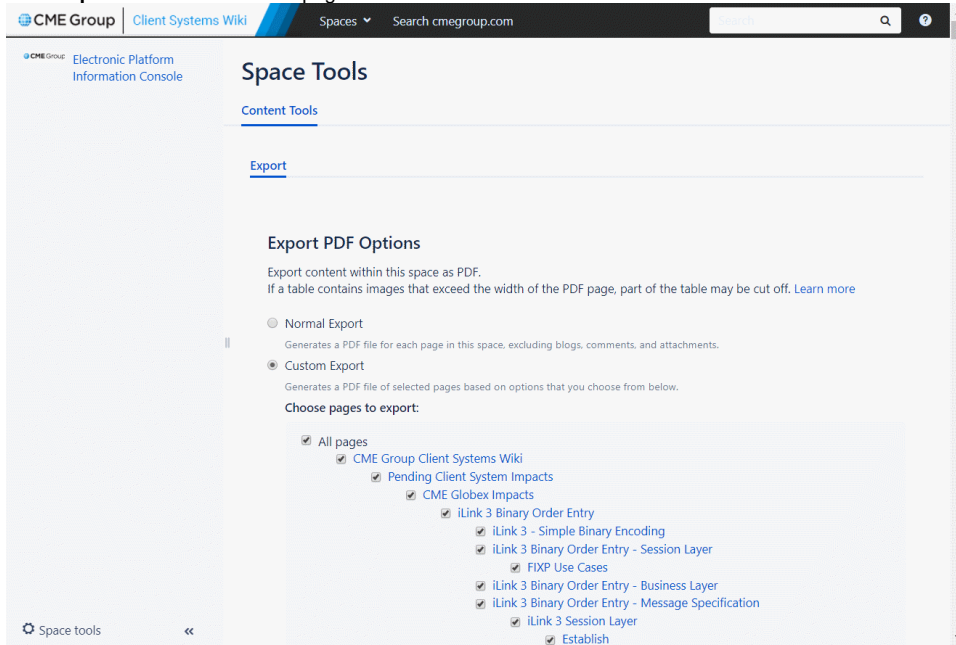 CME Group Client Systems Wiki Spaces Search cmegroup.com Search
CME Group Electronic Platform
Information Console
Space Tools
Content Tools
Export
Export PDF Options
Export content within this space as PDF.
If a table contains images that exceed the width of the PDF page, part of the table may be cut off. Learn more
Normal Export
Generates a PDF file for each page in this space, excluding blogs, comments, and attachments.
Custom Export
Generates a PDF file of selected pages based on options that you choose from below.
Choose pages to export:
All pages
CME Group Client Systems Wiki
Pending Client System Impacts
CME Globex Impacts
iLink 3 Binary Order Entry
iLink 3 - Simple Binary Encoding
iLink 3 Binary Order Entry - Session Layer
FIXP Use Cases
iLink 3 Binary Order Entry - Business Layer
iLink 3 Binary Order Entry - Message Specification
iLink 3 Session Layer
Establish
Space tools «